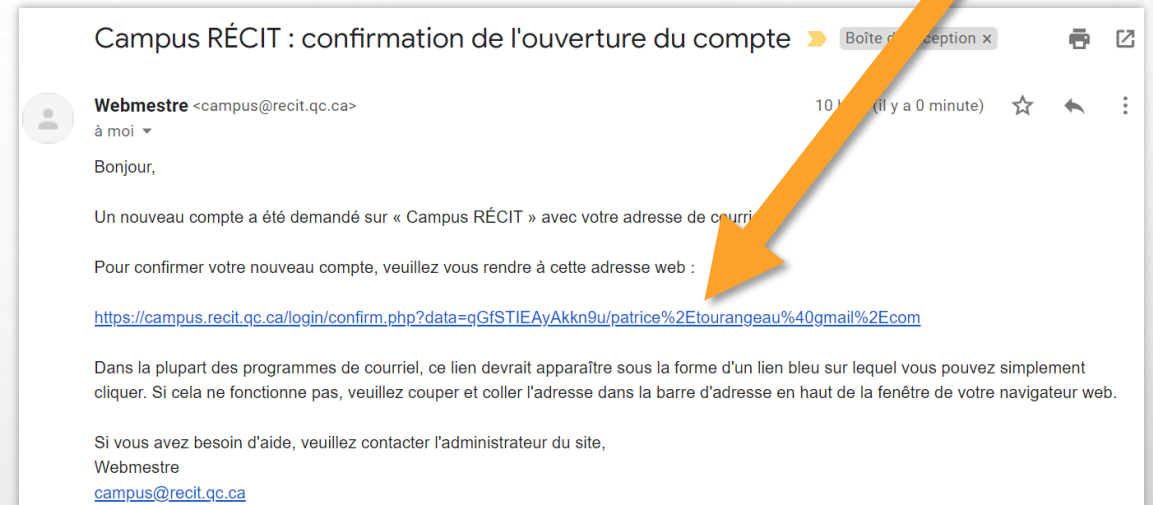 Campus RÉCIT : confirmation de l'ouverture du compte
Boîte de réception ×
Webmestre <campus@recit.qc.ca>
10 (il y a 0 minute)
à moi
Bonjour,
Un nouveau compte a été demandé sur « Campus RÉCIT » avec votre adresse de
Pour confirmer votre nouveau compte, veuillez vous rendre à cette adresse web :
https://campus.recit.qc.ca/login/confirm.php?data=qGfSTIEAyAkkn9u/patrice%2Etourangeau%40gmail%2Ecom
Dans la plupart des programmes de courriel, ce lien devrait apparaître sous la forme d'un lien bleu sur lequel vous pouvez simplement
cliquer. Si cela ne fonctionne pas, veuillez couper et coller l'adresse dans la barre d'adresse en haut de la fenêtre de votre navigateur web.
Si vous avez besoin d'aide, veuillez contacter l'administrateur du site,
Webmestre
campus@recit.qc.ca